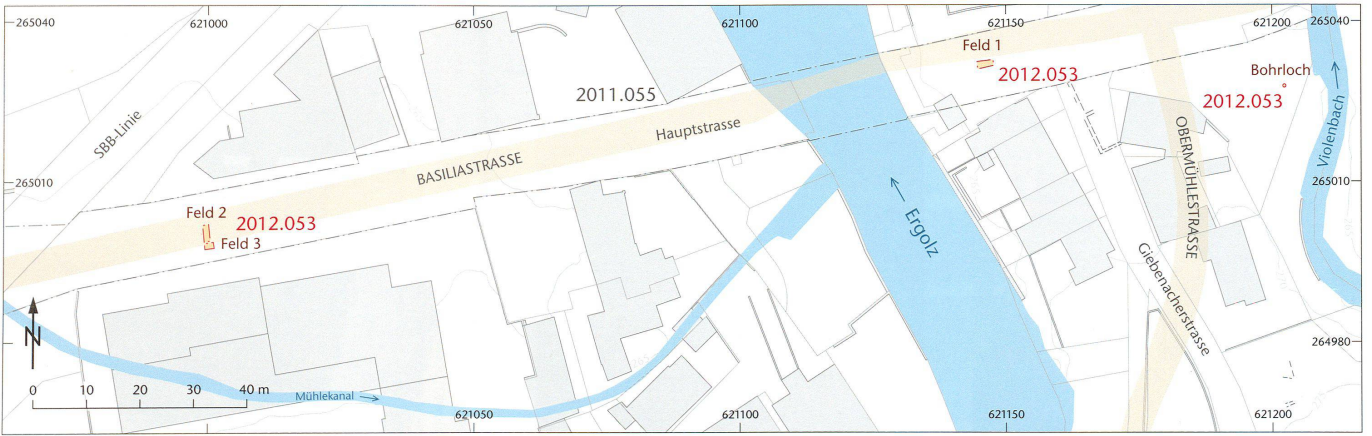 265040
621000
621050
621100
621150
621200
265040
Feld 1
2012.053
Bohrloch
2012.053
2011.055
SBB-Linie
Hauptstrasse
BASILIASTRASSE
OBERMÜHLESTRASSE
Violenbach
265010
265010
Feld 2
2012.053
Feld 3
Ergolz
Giebenacherstrasse
N
264980
0 10 20 30 40 m
Mühlekanal
621050
621100
621150
621200